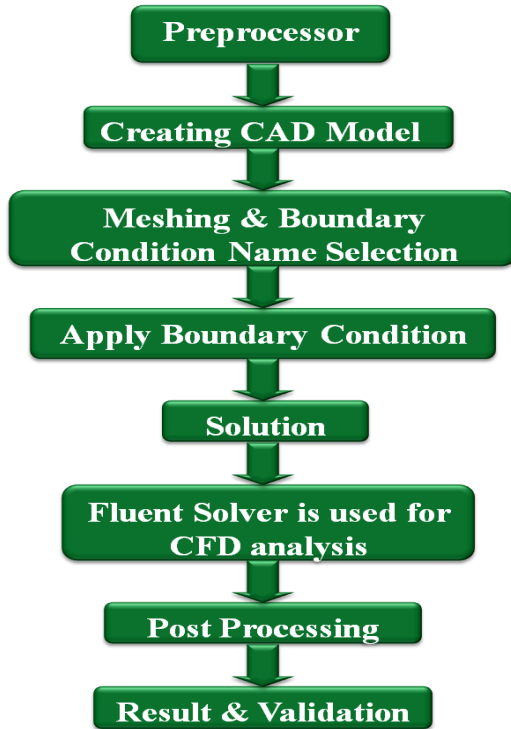 Preprocessor
Creating CAD Model
Meshing & Boundary
Condition Name Selection
Apply Boundary Condition
Solution
Fluent Solver is used for
CFD analysis
Post Processing
Result & Validation